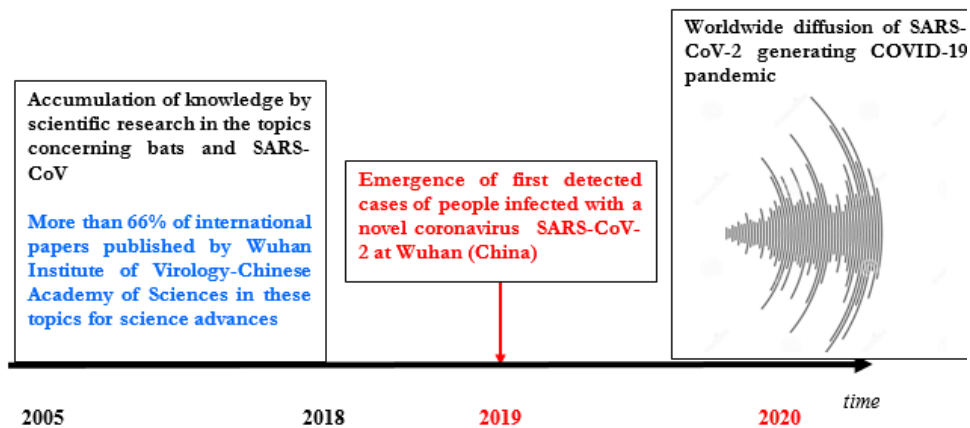 Accumulation of knowledge by
scientific research in the topics
concerning bats and SARS-
CoV
More than 66% of international
papers published by Wuhan
Institute of Virology-Chinese
Academy of Sciences in these
topics for science advances
Emergence of first detected
cases of people infected with a
novel coronavirus SARS-CoV-
2 at Wuhan (China)
Worldwide diffusion of SARS-
CoV-2 generating COVID-19
pandemic
time
2005
2018
2019
2020